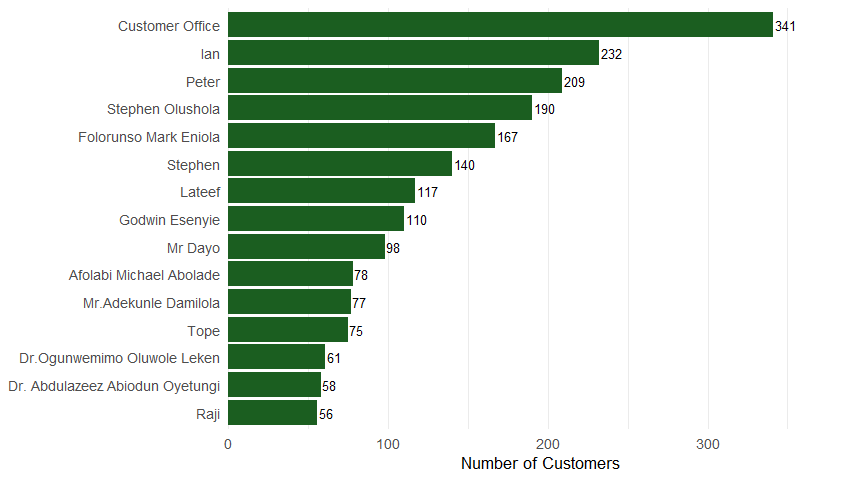 Customer Office 341
Ian 232
Peter 209
Stephen Olushola 190
Folorunso Mark Eniola 167
Stephen 140
Lateef 117
Godwin Esenyie 110
Mr Dayo 98
Afolabi Michael Abolade 78
Mr.Adekunle Damilola 77
Tope 75
Dr.Ogunwemimo Oluwole Leken 61
Dr. Abdulazeez Abiodun Oyetungi 58
Raji 56
0 100 200 300
Number of Customers